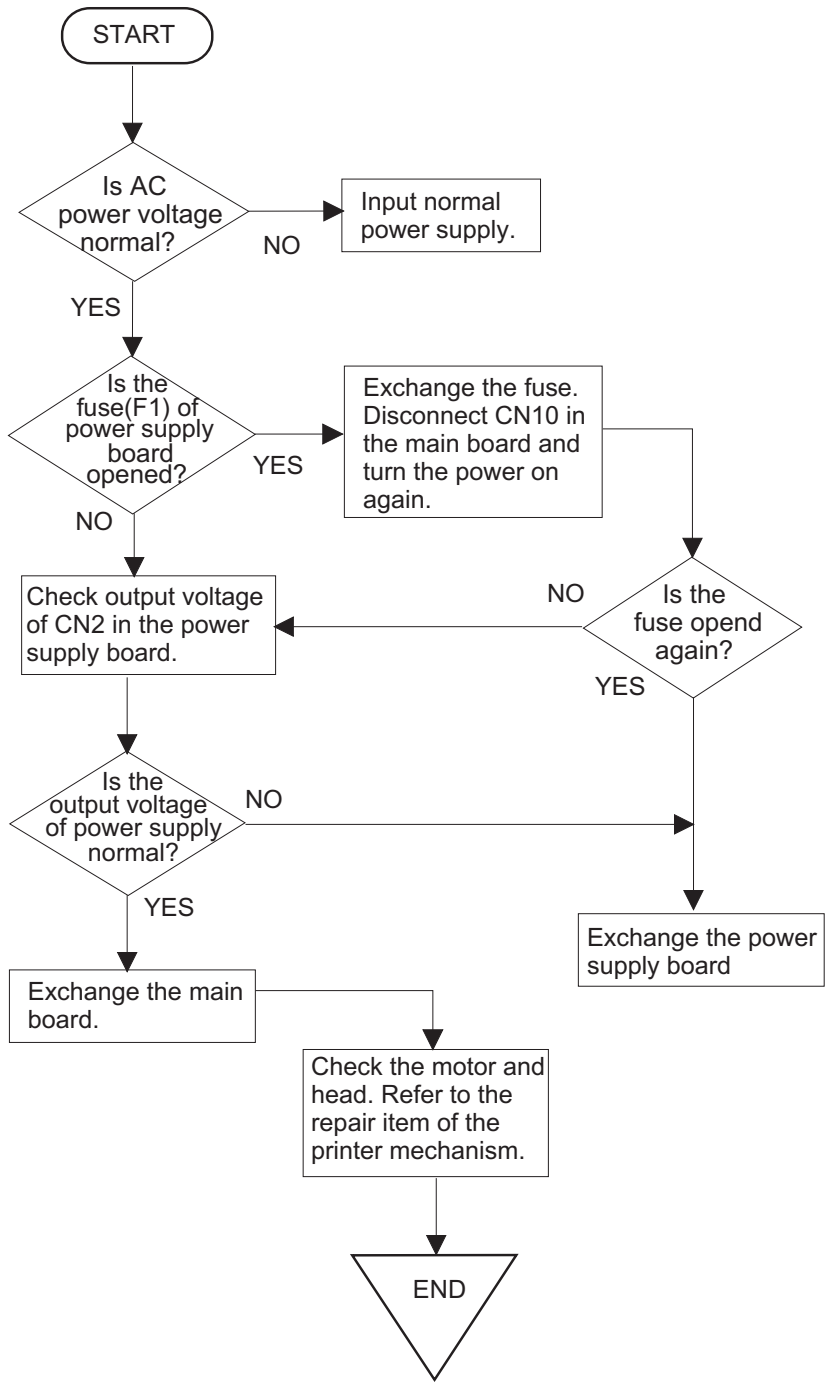 START
Is AC
power voltage
normal?
NO
Input normal
power supply.
YES
Is the
fuse(F1) of
power supply
board
opened?
YES
Exchange the fuse.
Disconnect CN10 in
the main board and
turn the power on
again.
NO
Check output voltage
of CN2 in the power
supply board.
NO
Is the
fuse opend
again?
YES
Is the
output voltage
of power supply
normal?
NO
YES
Exchange the power
supply board
Exchange the main
board.
Check the motor and
head. Refer to the
repair item of the
printer mechanism.
END